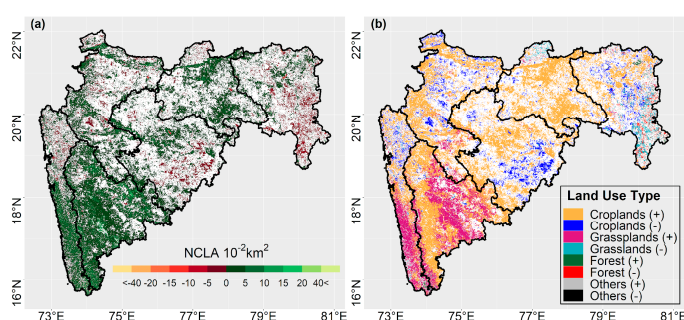 (a)
(b)
22°N
20°N
18°N
16°N
22°N
20°N
18°N
16°N
NCLA 10⁻²km²
<-40 -20 -15 -10 -5 0 5 10 15 20 40<
Land Use Type
Croplands (+)
Croplands (-)
Grassplands (+)
Grasslands (-)
Forest (+)
Forest (-)
Others (+)
Others (-)
73°E 75°E 77°E 79°E 81°E
73°E 75°E 77°E 79°E 81°E